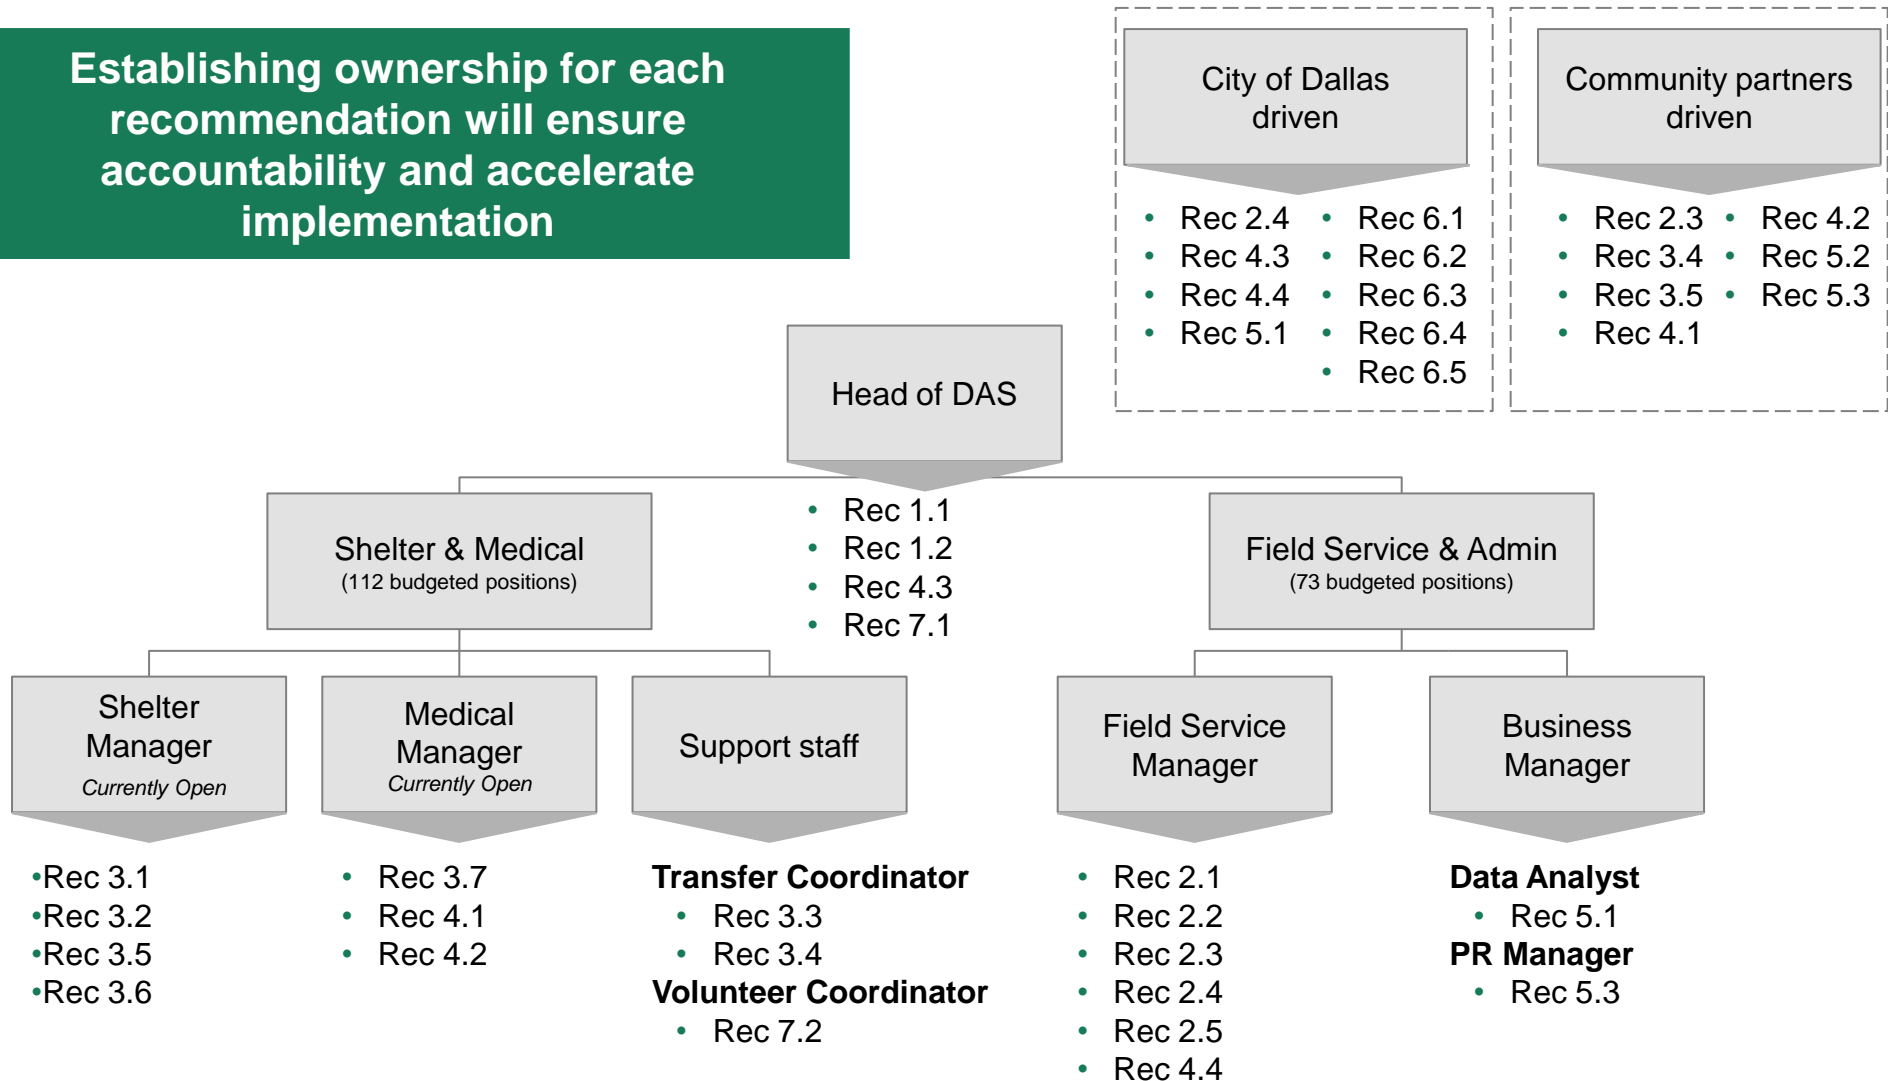 Establishing ownership for each
recommendation will ensure
accountability and accelerate
implementation
City of Dallas
driven
• Rec 2.4
• Rec 4.3
• Rec 4.4
• Rec 5.1
• Rec 6.1
• Rec 6.2
• Rec 6.3
• Rec 6.4
• Rec 6.5
Community partners
driven
• Rec 2.3
• Rec 3.4
• Rec 3.5
• Rec 4.1
• Rec 4.2
• Rec 5.2
• Rec 5.3
Head of DAS
• Rec 1.1
• Rec 1.2
• Rec 4.3
• Rec 7.1
Shelter & Medical
(112 budgeted positions)
Field Service & Admin
(73 budgeted positions)
Shelter
Manager
Currently Open
•Rec 3.1
•Rec 3.2
•Rec 3.5
•Rec 3.6
Medical
Manager
Currently Open
• Rec 3.7
• Rec 4.1
• Rec 4.2
Support staff
Transfer Coordinator
• Rec 3.3
• Rec 3.4
Volunteer Coordinator
• Rec 7.2
Field Service
Manager
• Rec 2.1
• Rec 2.2
• Rec 2.3
• Rec 2.4
• Rec 2.5
• Rec 4.4
Business
Manager
Data Analyst
• Rec 5.1
PR Manager
• Rec 5.3